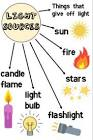 LIGHT
SOURCES
Things that
give off light
sun
fire
stars
candle
flame
light
bulb
flashlight